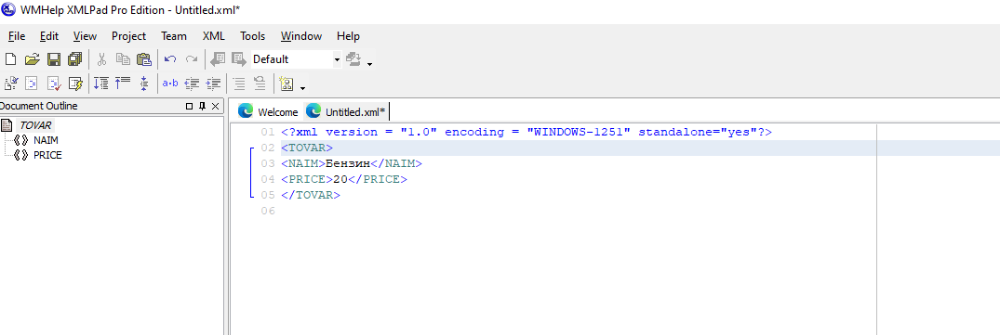 WMHelp XMLPad Pro Edition - Untitled.xml*
File Edit View Project Team XML Tools Window Help
Default
a·b
Document Outline
Welcome Untitled.xml*
TOVAR
NAIM
PRICE
01 <?xml version = "1.0" encoding = "WINDOWS-1251" standalone="yes"?>
02 <TOVAR>
03 <NAIM>Бензин</NAIM>
04 <PRICE>20</PRICE>
05 </TOVAR>
06